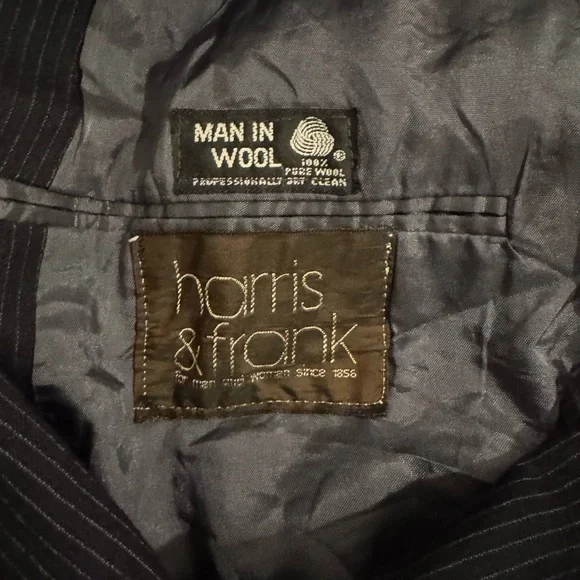 MAN IN
WOOL
100%
PURE WOOL
PROFESSIONALLY DRY CLEAN
harris
& frank
for men and women since 1856